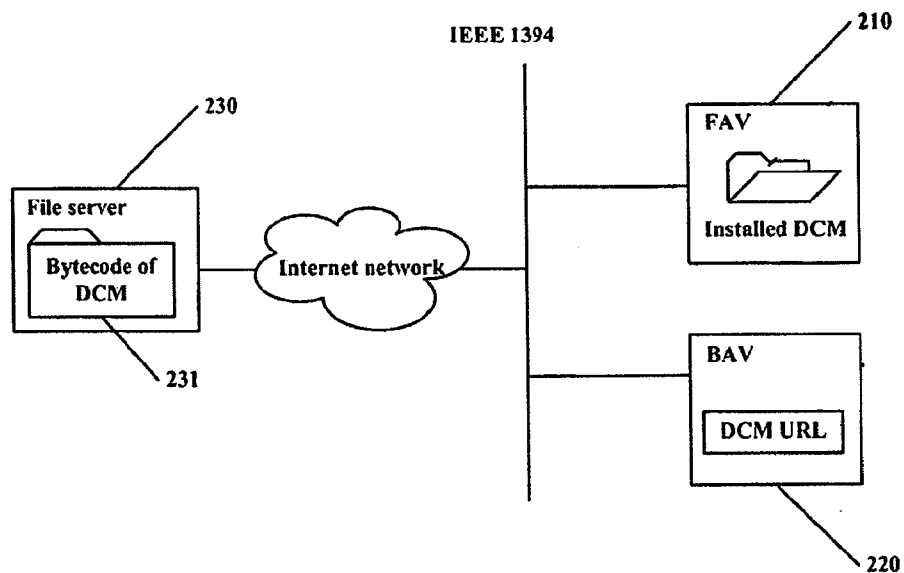 IEEE 1394
210
230
FAV
Installed DCM
File server
Bytecode of
DCM
Internet network
231
BAV
DCM URL
220